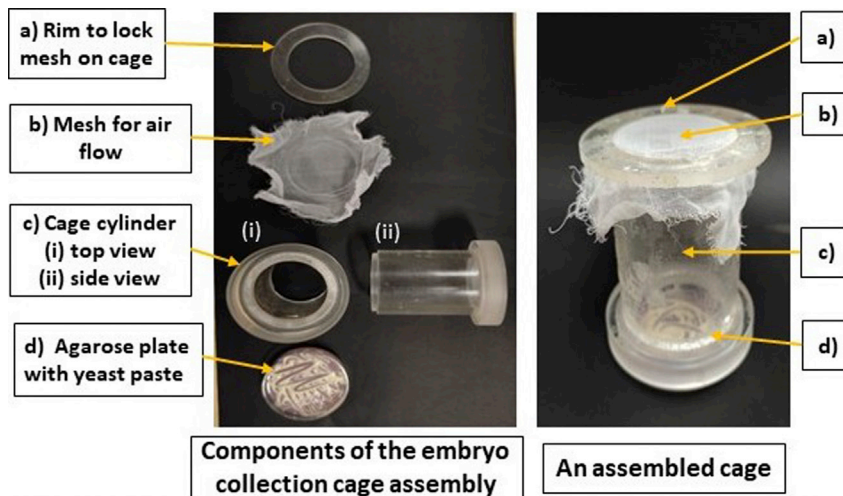 a) Rim to lock
mesh on cage
b) Mesh for air
flow
c) Cage cylinder
(i) top view
(ii) side view
d) Agarose plate
with yeast paste
(i)
(ii)
Components of the embryo
collection cage assembly
a)
b)
c)
d)
An assembled cage